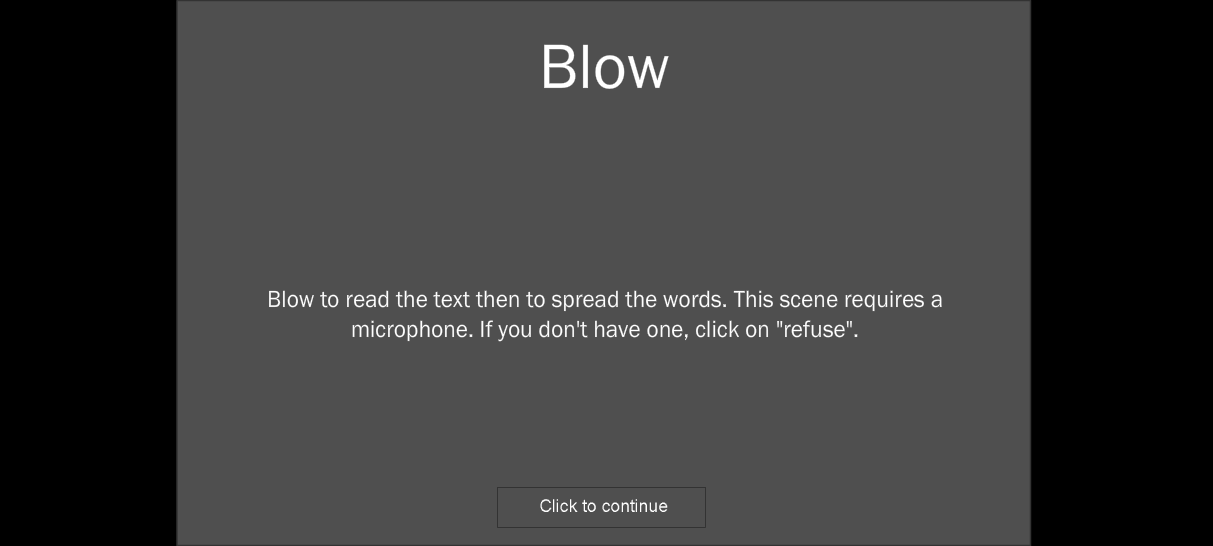 Blow
Blow to read the text then to spread the words. This scene requires a
microphone. If you don't have one, click on "refuse".
Click to continue